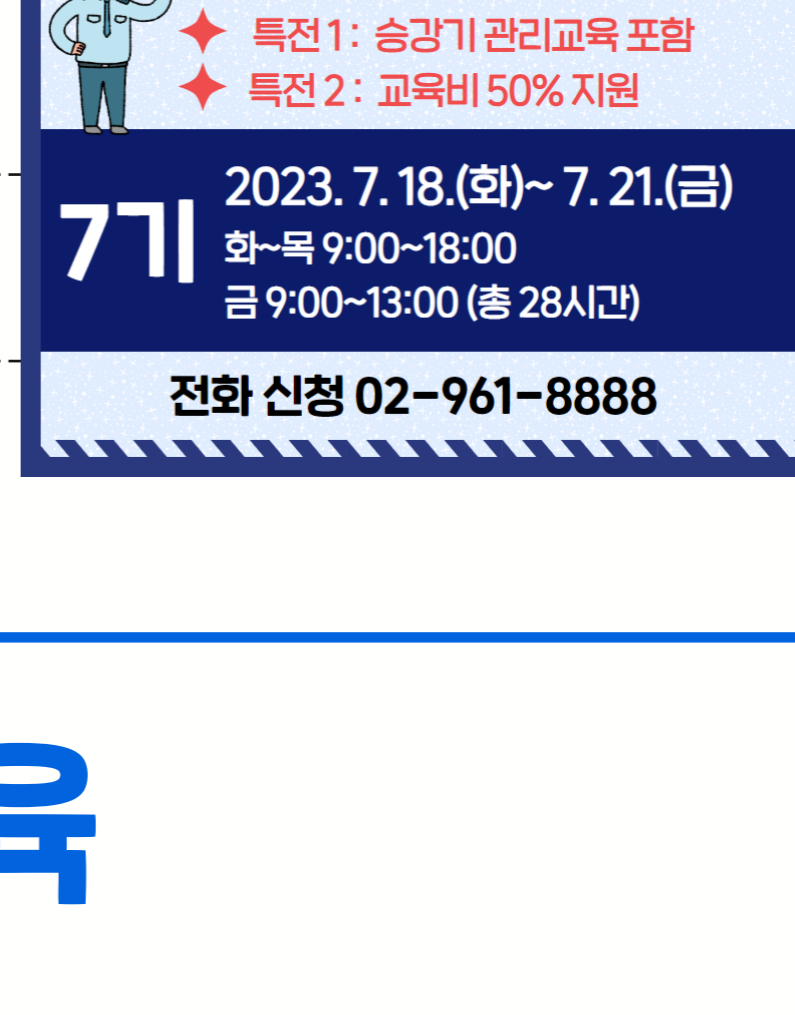 특전 1 : 승강기 관리교육 포함
특전 2 : 교육비 50% 지원
7기
2023. 7. 18.(화)~ 7. 21.(금)
화~목 9:00~18:00
금 9:00~13:00 (총 28시간)
전화 신청 02-961-8888
육